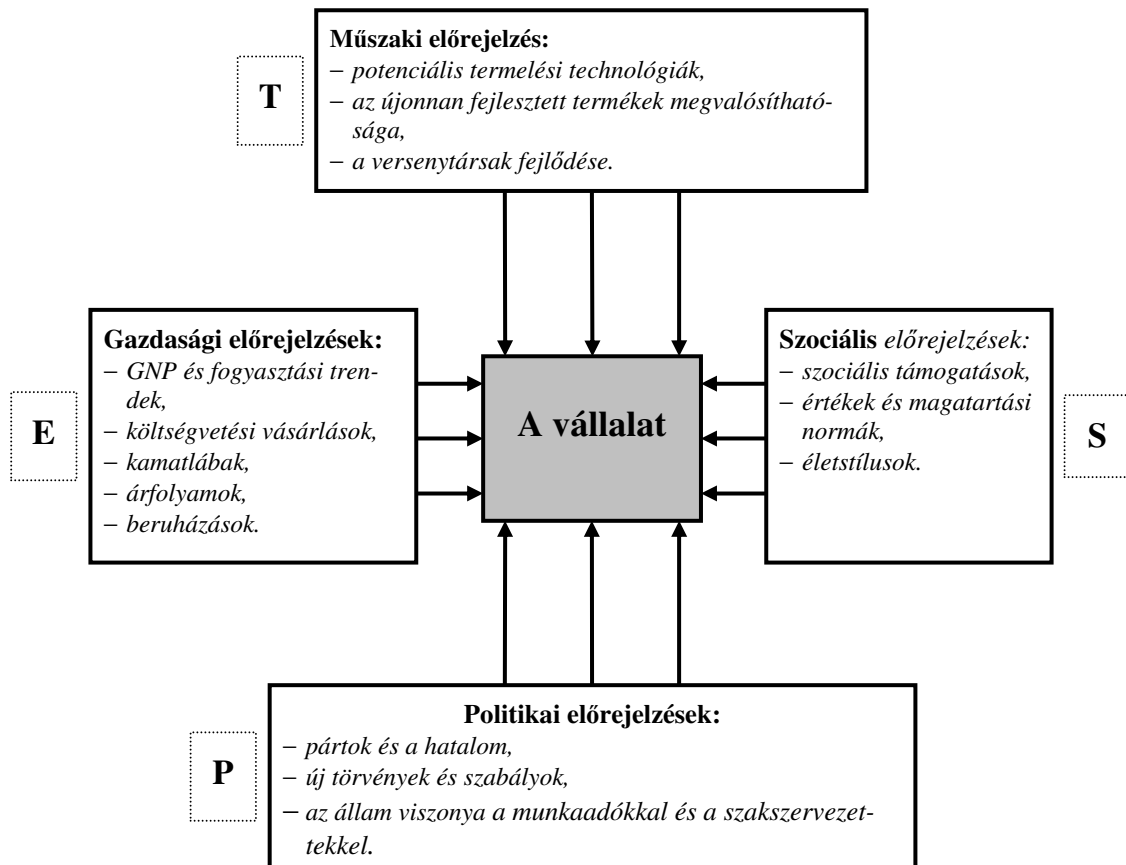 T
Műszaki előrejelzés:
– potenciális termelési technológiák,
– az újonnan fejlesztett termékek megvalósítható-
sága,
– a versenytársak fejlődése.
E
Gazdasági előrejelzések:
– GNP és fogyasztási tren-
dek,
– költségvetési vásárlások,
– kamatlábak,
– árfolyamok,
– beruházások.
A vállalat
Szociális előrejelzések:
– szociális támogatások,
– értékek és magatartási
normák,
– életstílusok.
S
P
Politikai előrejelzések:
– pártok és a hatalom,
– új törvények és szabályok,
– az állam viszonya a munkaadókkal és a szakszervezet-
tekkel.